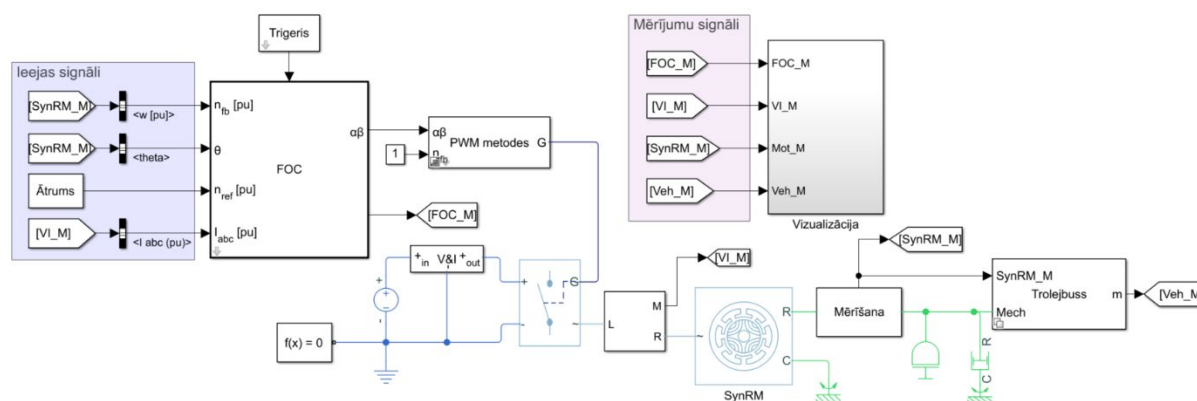 Trigeris
Ieejas signāli
[SynRM_M]
<w [pu]>
[SynRM_M]
<theta>
Ātrums
[VI_M]
<I abc (pu)>
n_fb [pu]
θ
n_ref [pu]
I_abc [pu]
FOC
αβ
[FOC_M]
1
αβ
n_fb
PWM metodes
G
Mērījumu signāli
[FOC_M]
[VI_M]
[SynRM_M]
[Veh_M]
FOC_M
VI_M
Mot_M
Veh_M
Vizualizācija
f(x) = 0
+
-
+in V&I +out
+
-
G
~
L
M
R
[VI_M]
~
R
C
SynRM
Mērīšana
[SynRM_M]
SynRM_M
Trolejbuss
Mech
m
[Veh_M
R
C